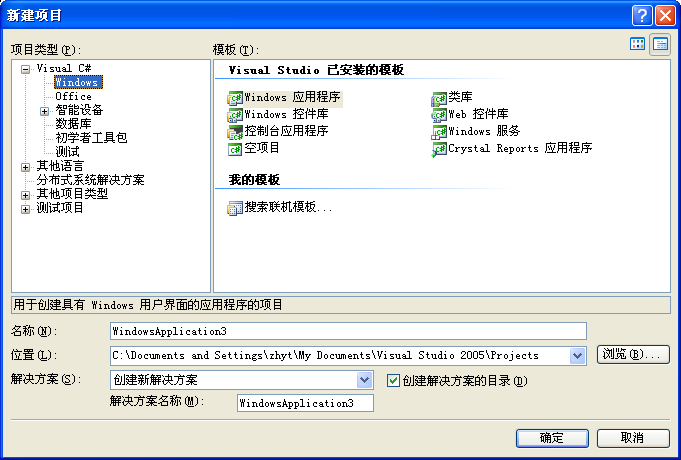 新建项目
项目类型(P):
模板(T):
Visual C#
Windows
Office
智能设备
数据库
初学者工具包
测试
其他语言
分布式系统解决方案
其他项目类型
测试项目
Visual Studio 已安装的模板
Windows 应用程序
类库
Windows 控件库
Web 控件库
控制台应用程序
Windows 服务
空项目
Crystal Reports 应用程序
我的模板
搜索联机模板...
用于创建具有 Windows 用户界面的应用程序的项目
名称(N):
WindowsApplication3
位置(L):
C:\Documents and Settings\zhyt\My Documents\Visual Studio 2005\Projects
浏览(B)...
解决方案(S):
创建新解决方案
创建解决方案的目录(D)
解决方案名称(M):
WindowsApplication3
确定
取消